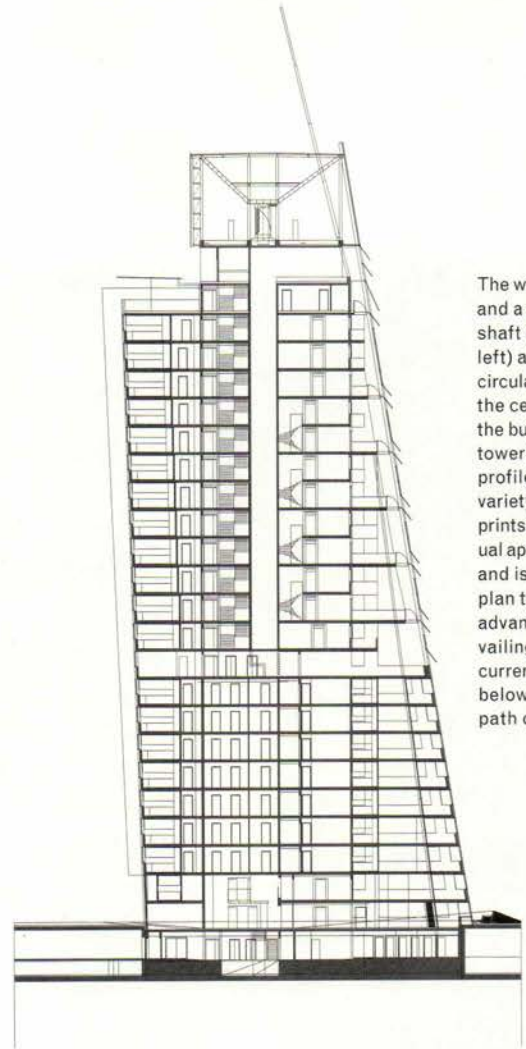 The w
and a
shaft
left) a
circula
the ce
the bu
tower
profile
variety
prints
ual ap
and is
plan t
advan
vailing
curren
below
path o